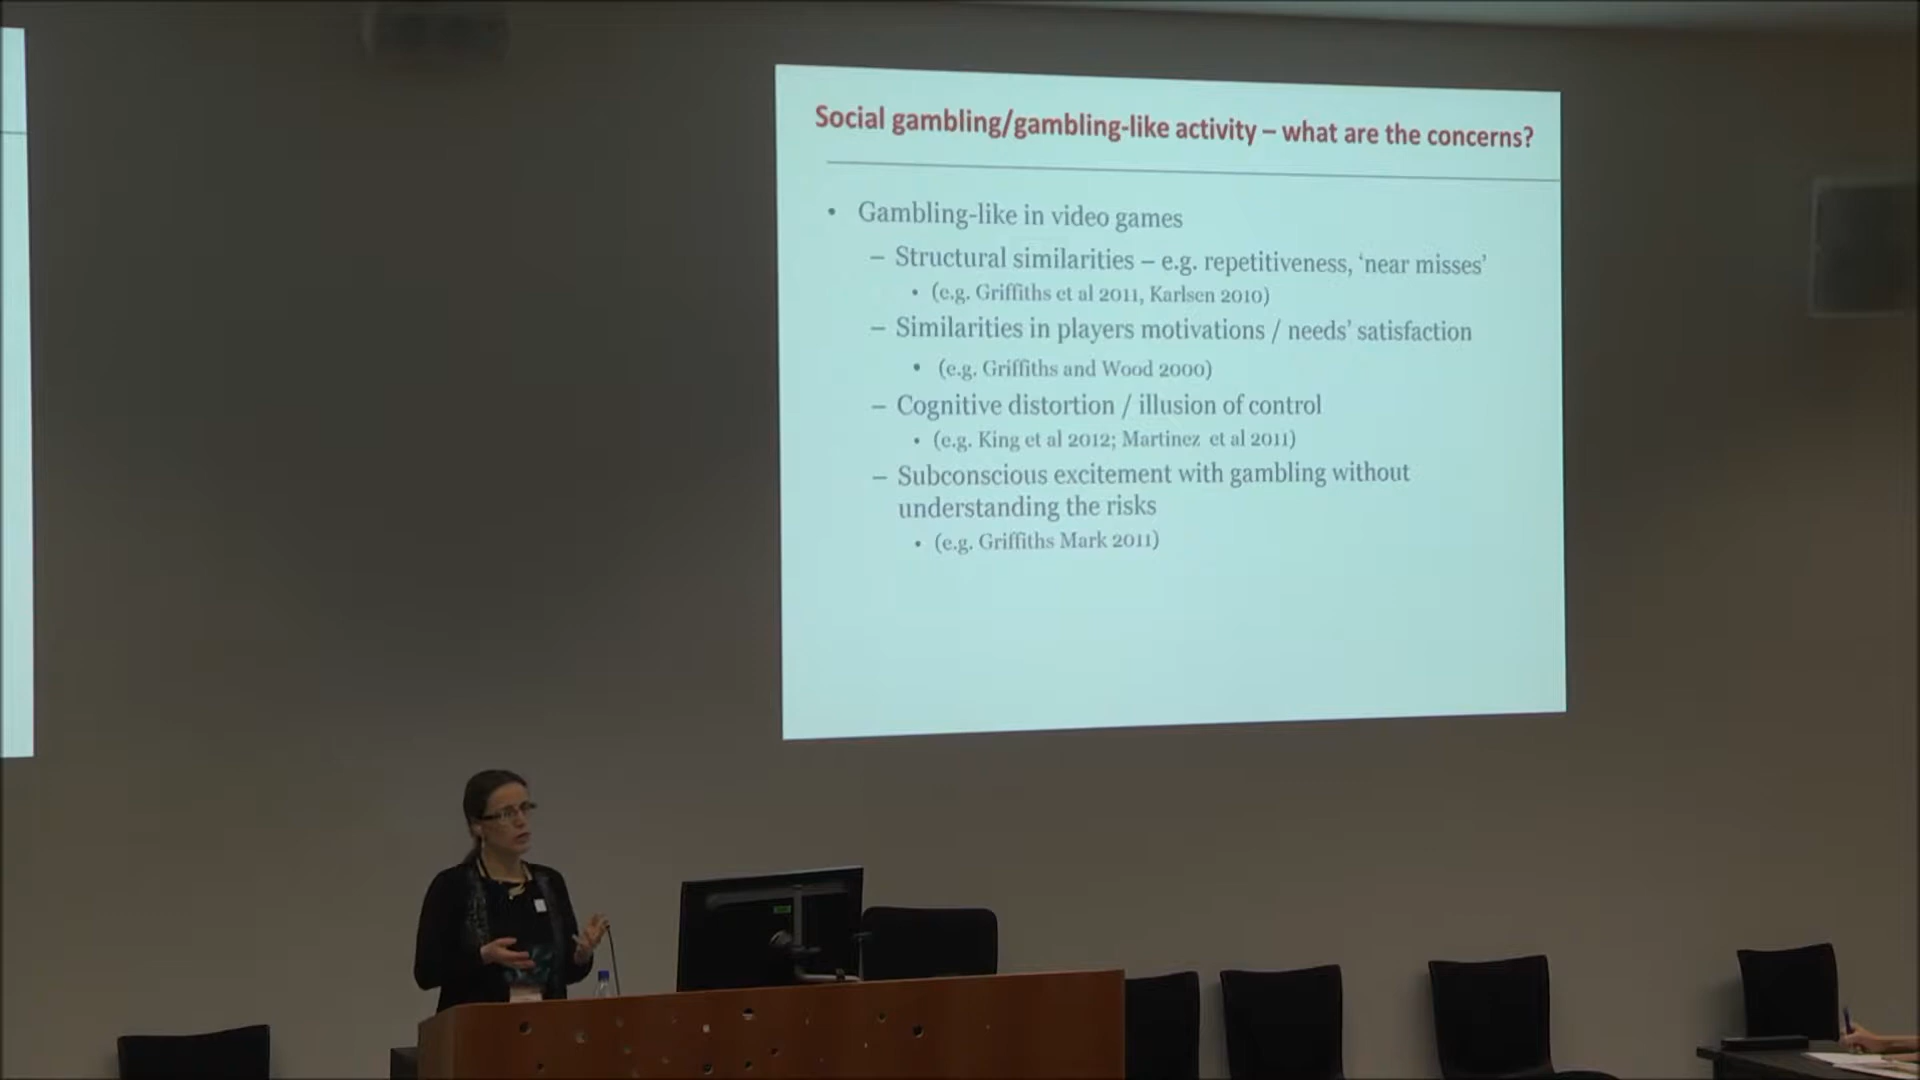 Social gambling/gambling-like activity – what are the concerns?
• Gambling-like in video games
– Structural similarities – e.g. repetitiveness, ‘near misses’
• (e.g. Griffiths et al 2011, Karlsen 2010)
– Similarities in players motivations / needs’ satisfaction
• (e.g. Griffiths and Wood 2000)
– Cognitive distortion / illusion of control
• (e.g. King et al 2012; Martinez et al 2011)
– Subconscious excitement with gambling without
understanding the risks
• (e.g. Griffiths Mark 2011)